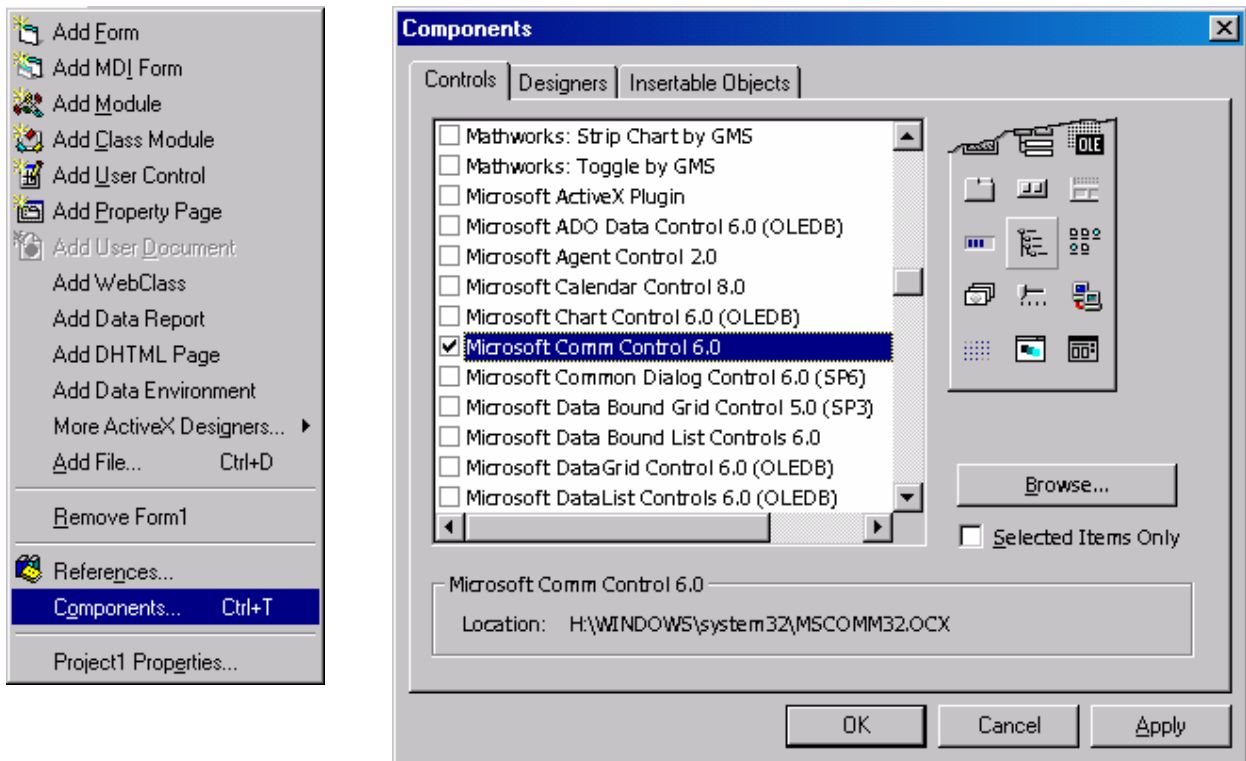 Add Form
Add MDI Form
Add Module
Add Class Module
Add User Control
Add Property Page
Add User Document
Add WebClass
Add Data Report
Add DHTML Page
Add Data Environment
More ActiveX Designers...
Add File... Ctrl+D
Remove Form1
References...
Components... Ctrl+T
Project1 Properties...
Components
Controls Designers Insertable Objects
Mathworks: Strip Chart by GMS
Mathworks: Toggle by GMS
Microsoft ActiveX Plugin
Microsoft ADO Data Control 6.0 (OLEDB)
Microsoft Agent Control 2.0
Microsoft Calendar Control 8.0
Microsoft Chart Control 6.0 (OLEDB)
Microsoft Comm Control 6.0
Microsoft Common Dialog Control 6.0 (SP6)
Microsoft Data Bound Grid Control 5.0 (SP3)
Microsoft Data Bound List Controls 6.0
Microsoft DataGrid Control 6.0 (OLEDB)
Microsoft DataList Controls 6.0 (OLEDB)
OLE
Browse...
Selected Items Only
Microsoft Comm Control 6.0
Location: H:\WINDOWS\system32\MSCOMM32.OCX
OK Cancel Apply